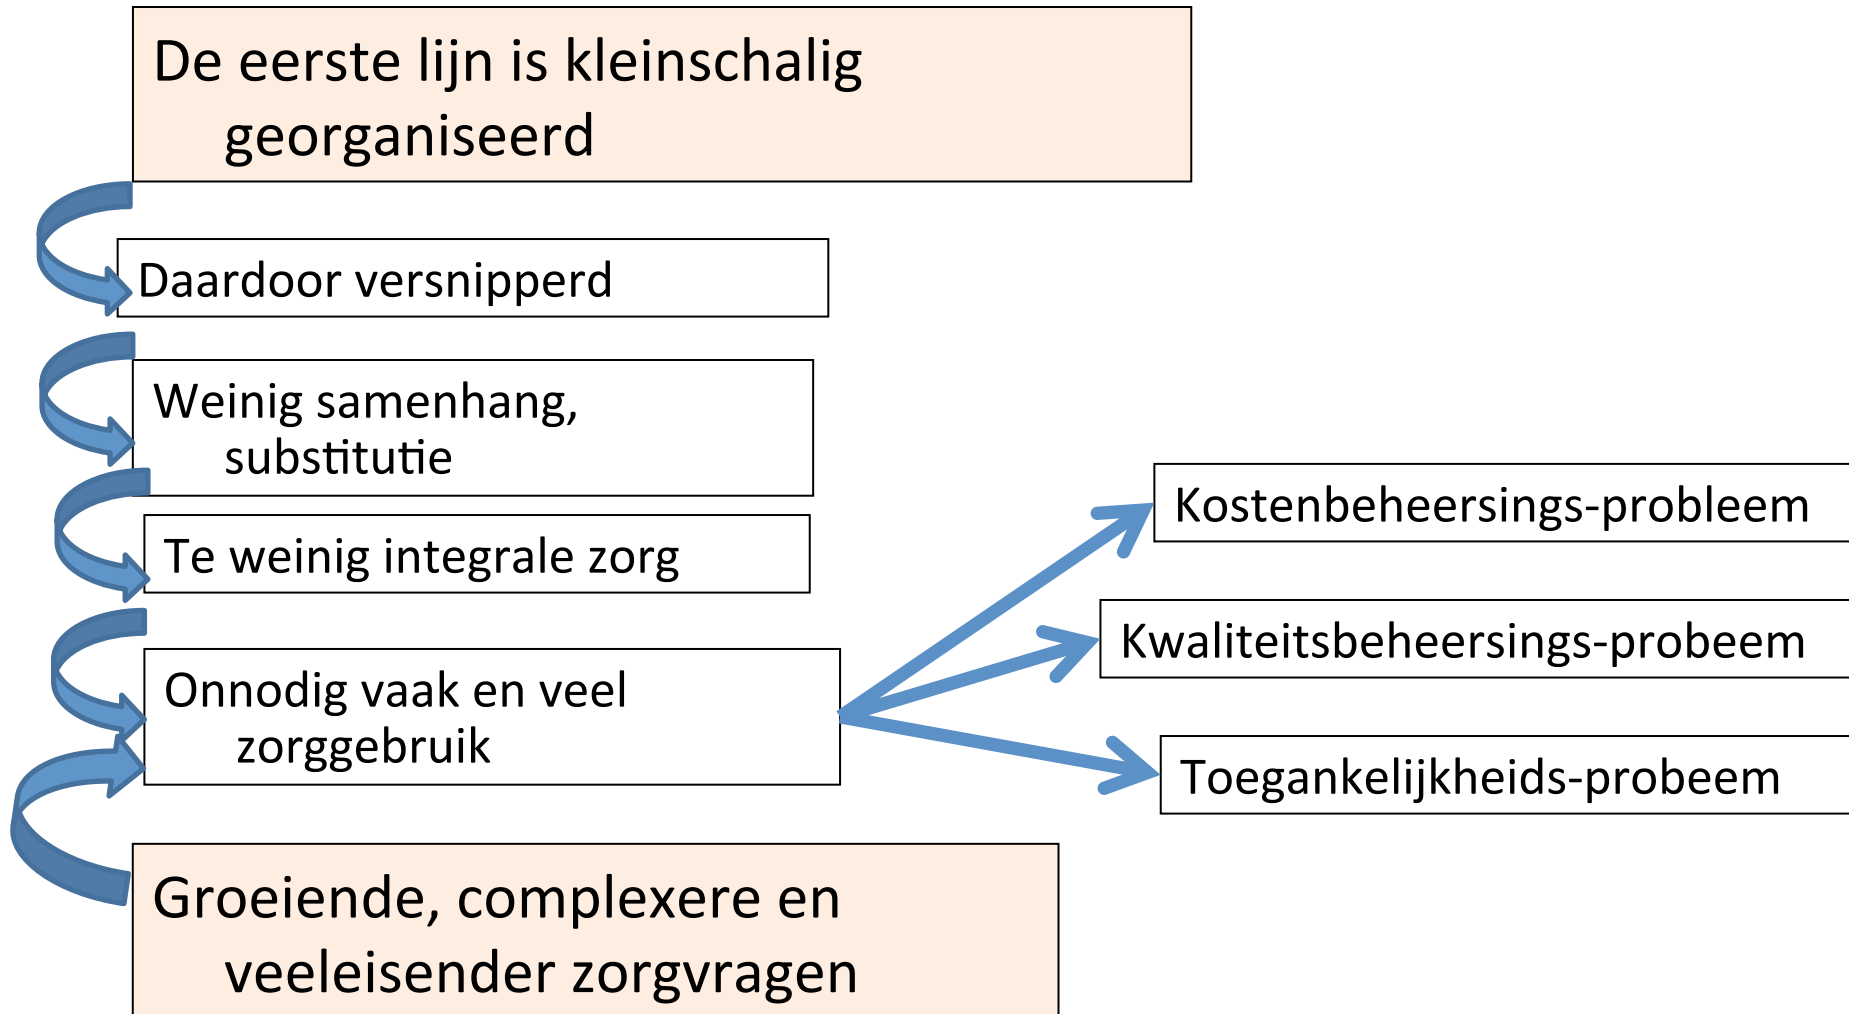 De eerste lijn is kleinschalig
georganiseerd
Daardoor versnipperd
Weinig samenhang,
substitutie
Te weinig integrale zorg
Onnodig vaak en veel
zorggebruik
Groeiende, complexere en
veeleisender zorgvragen
Kostenbeheersings-probleem
Kwaliteitsbeheersings-probeem
Toegankelijkheids-probeem